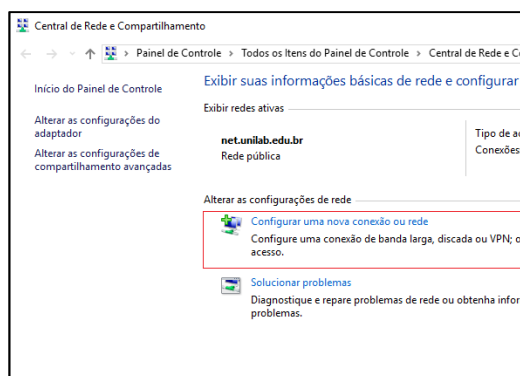 Central de Rede e Compartilhamento
Painel de Controle > Todos os Itens do Painel de Controle > Central de Rede e C
Início do Painel de Controle
Alterar as configurações do
adaptador
Alterar as configurações de
compartilhamento avançadas
Exibir suas informações básicas de rede e configurar
Exibir redes ativas
net.unilab.edu.br
Rede pública
Tipo de a
Conexões
Alterar as configurações de rede
Configurar uma nova conexão ou rede
Configure uma conexão de banda larga, discada ou VPN; o
acesso.
Solucionar problemas
Diagnostique e repare problemas de rede ou obtenha infor
problemas.